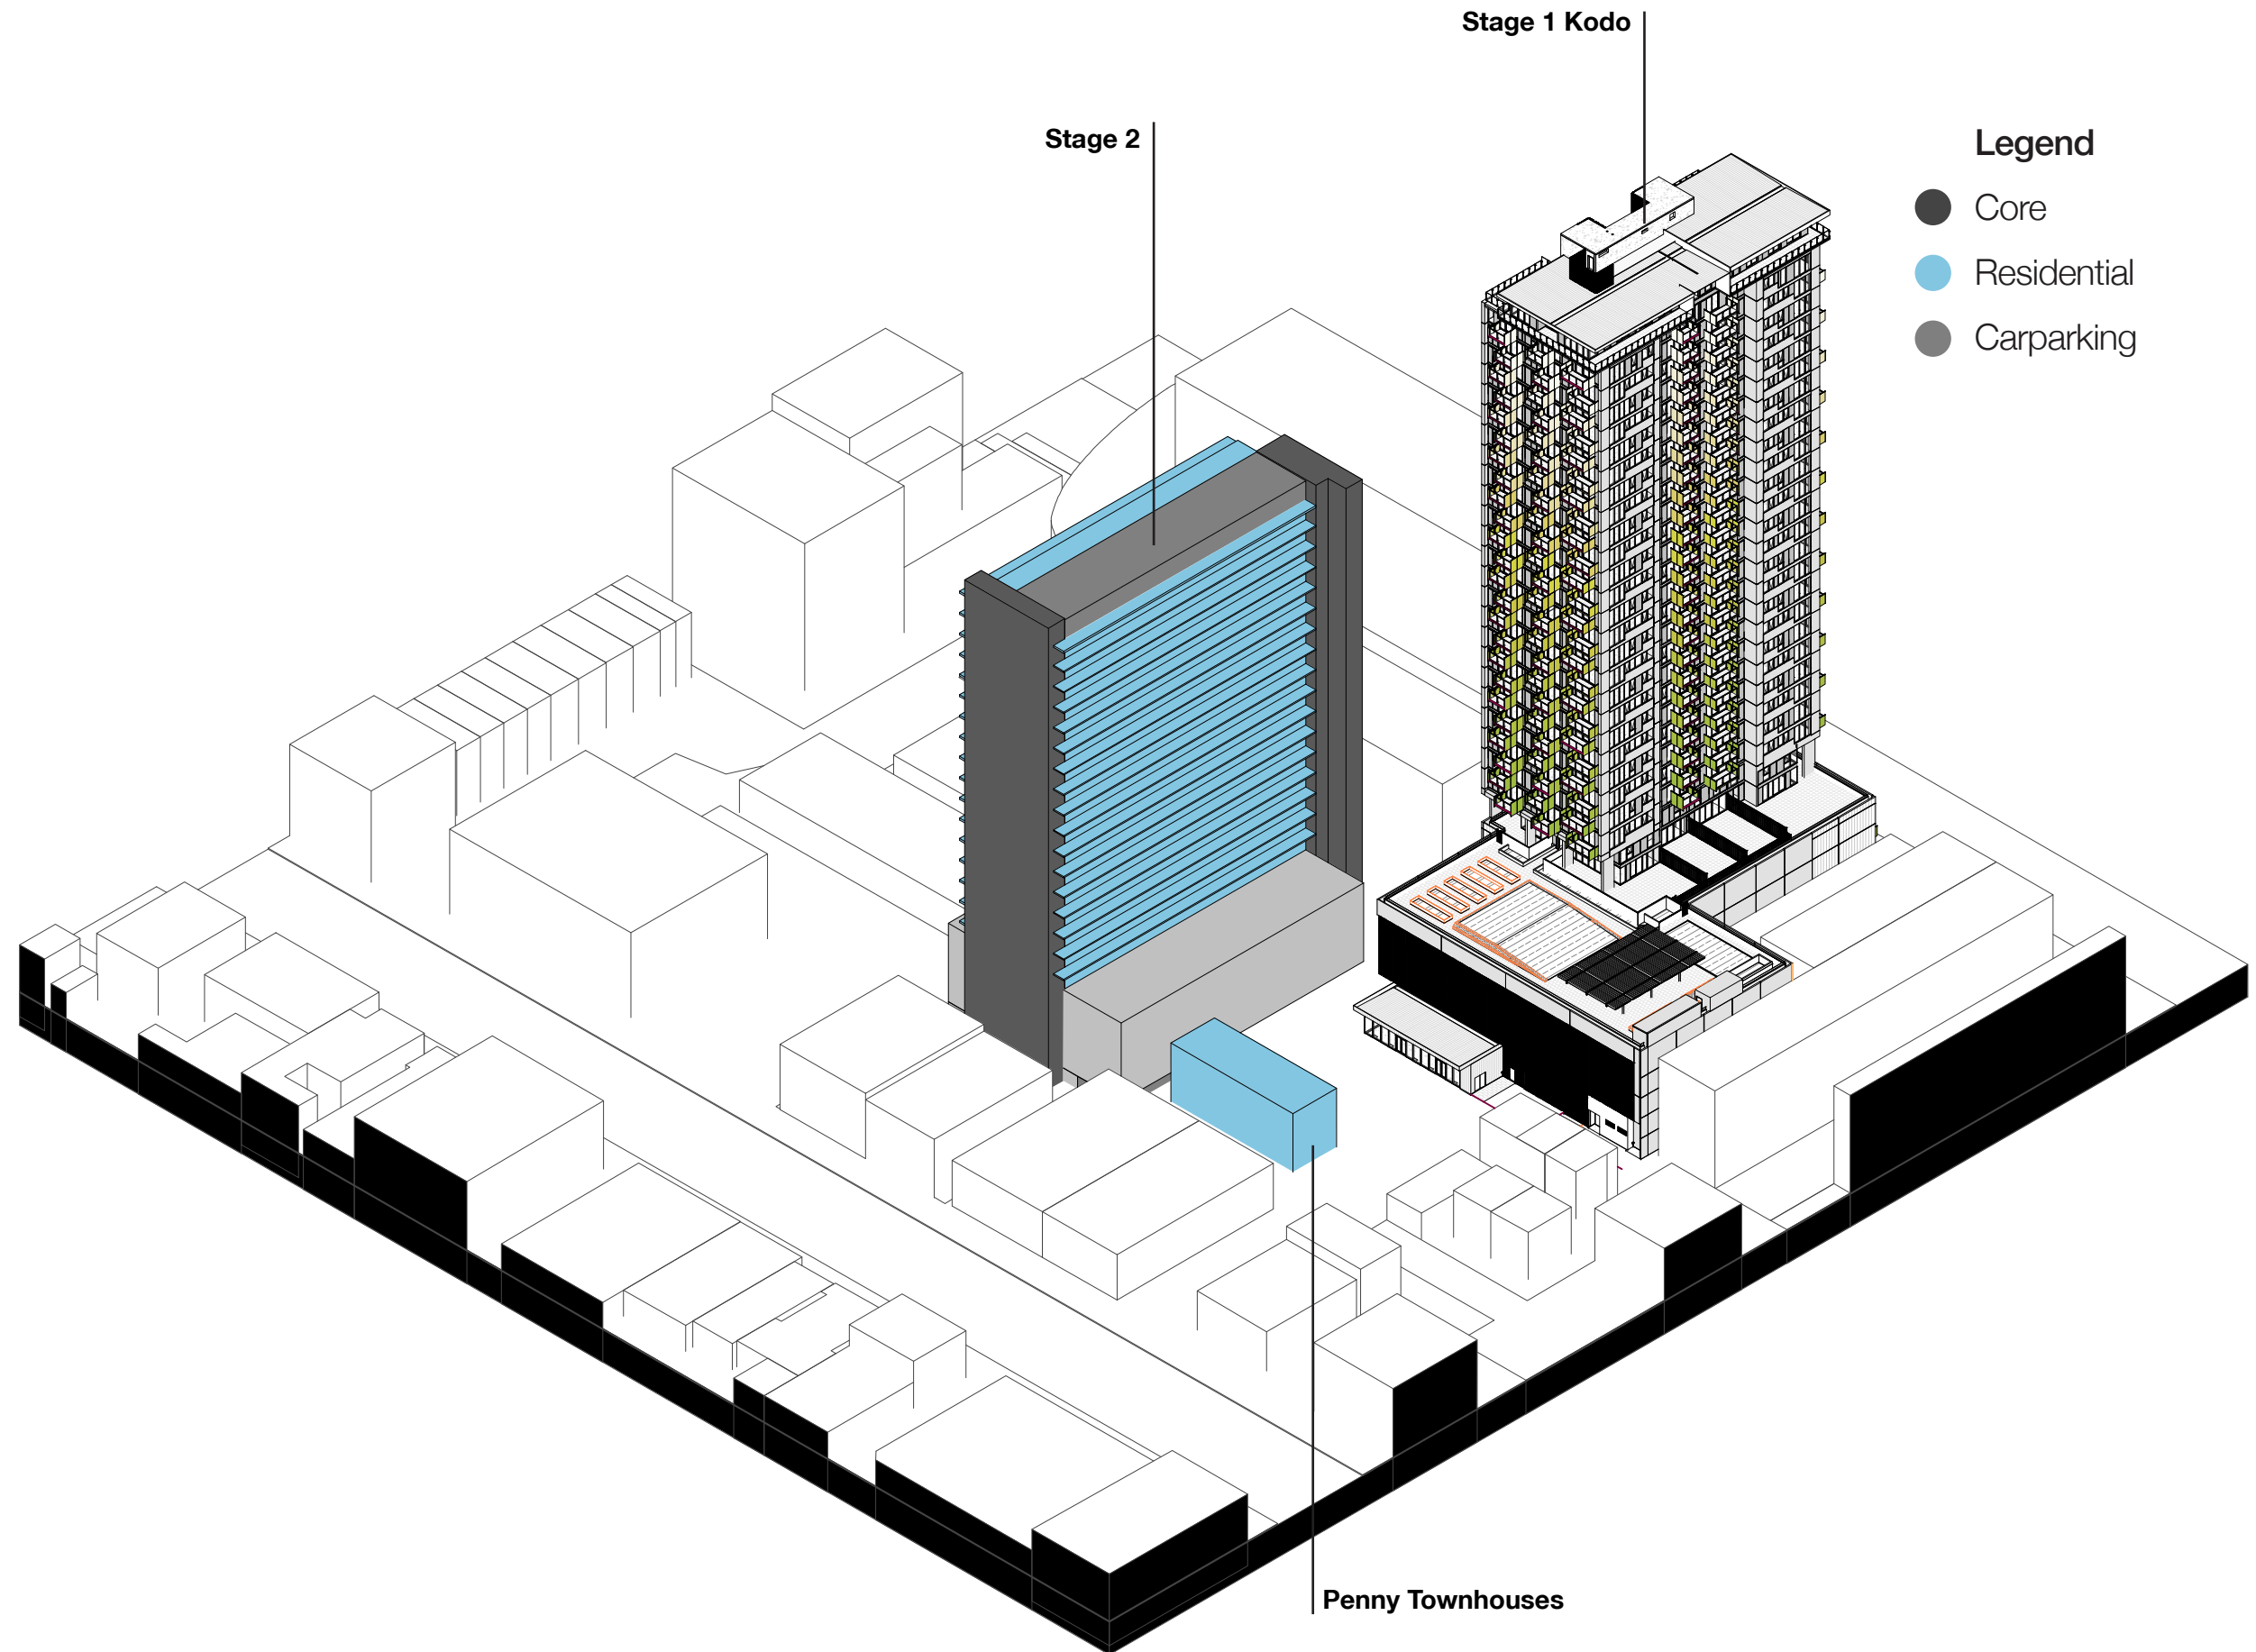 Stage 1 Kodo
Stage 2
Legend
Core
Residential
Carparking
Penny Townhouses